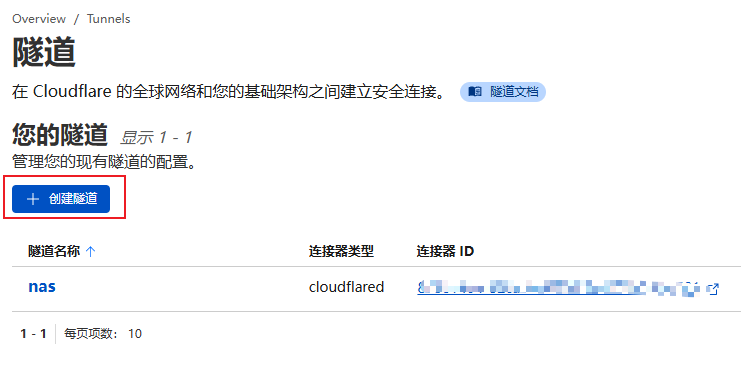 Overview / Tunnels
隧道
在 Cloudflare 的全球网络和您的基础架构之间建立安全连接。 隧道文档
您的隧道 显示 1 - 1
管理您的现有隧道的配置。
创建隧道
隧道名称 连接器类型 连接器 ID
nas cloudflared
1 - 1 每页项数： 10